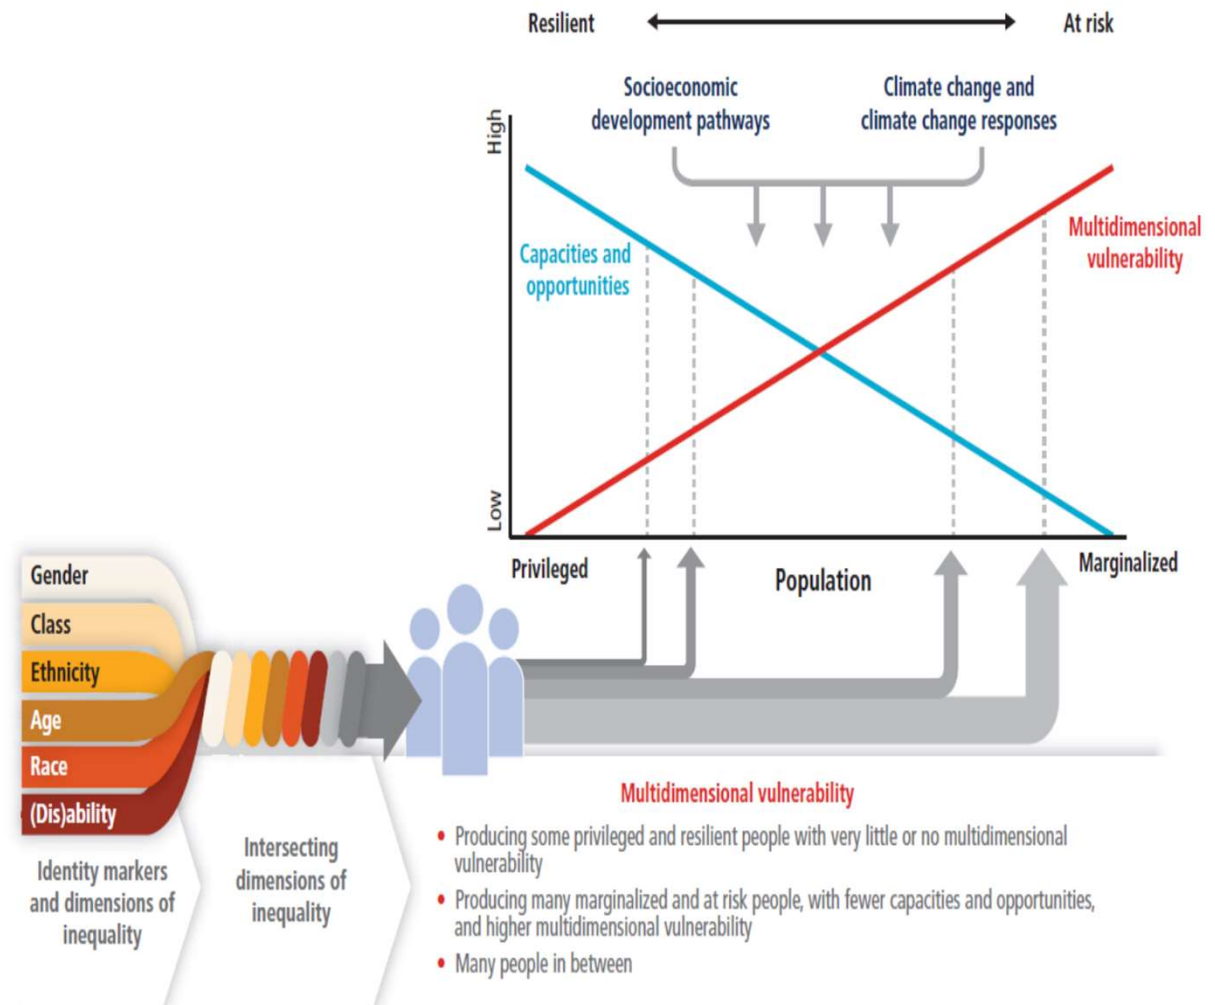 Resilient
At risk
Socioeconomic
development pathways
Climate change and
climate change responses
High
Capacities and
opportunities
Multidimensional
vulnerability
Low
Privileged
Population
Marginalized
Gender
Class
Ethnicity
Age
Race
(Dis)ability
Identity markers
and dimensions of
inequality
Intersecting
dimensions of
inequality
Multidimensional vulnerability
• Producing some privileged and resilient people with very little or no multidimensional
vulnerability
• Producing many marginalized and at risk people, with fewer capacities and opportunities,
and higher multidimensional vulnerability
• Many people in between